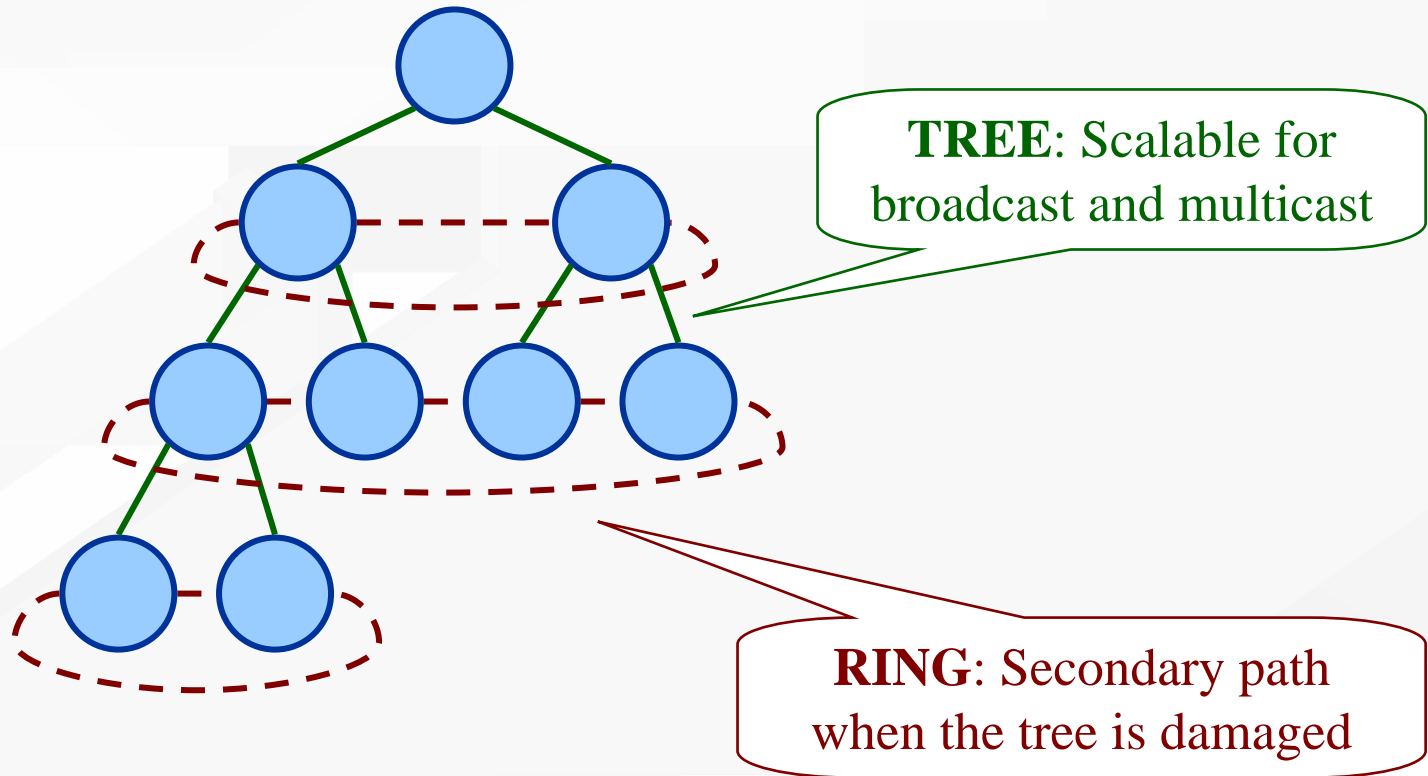 TREE: Scalable for
broadcast and multicast
RING: Secondary path
when the tree is damaged